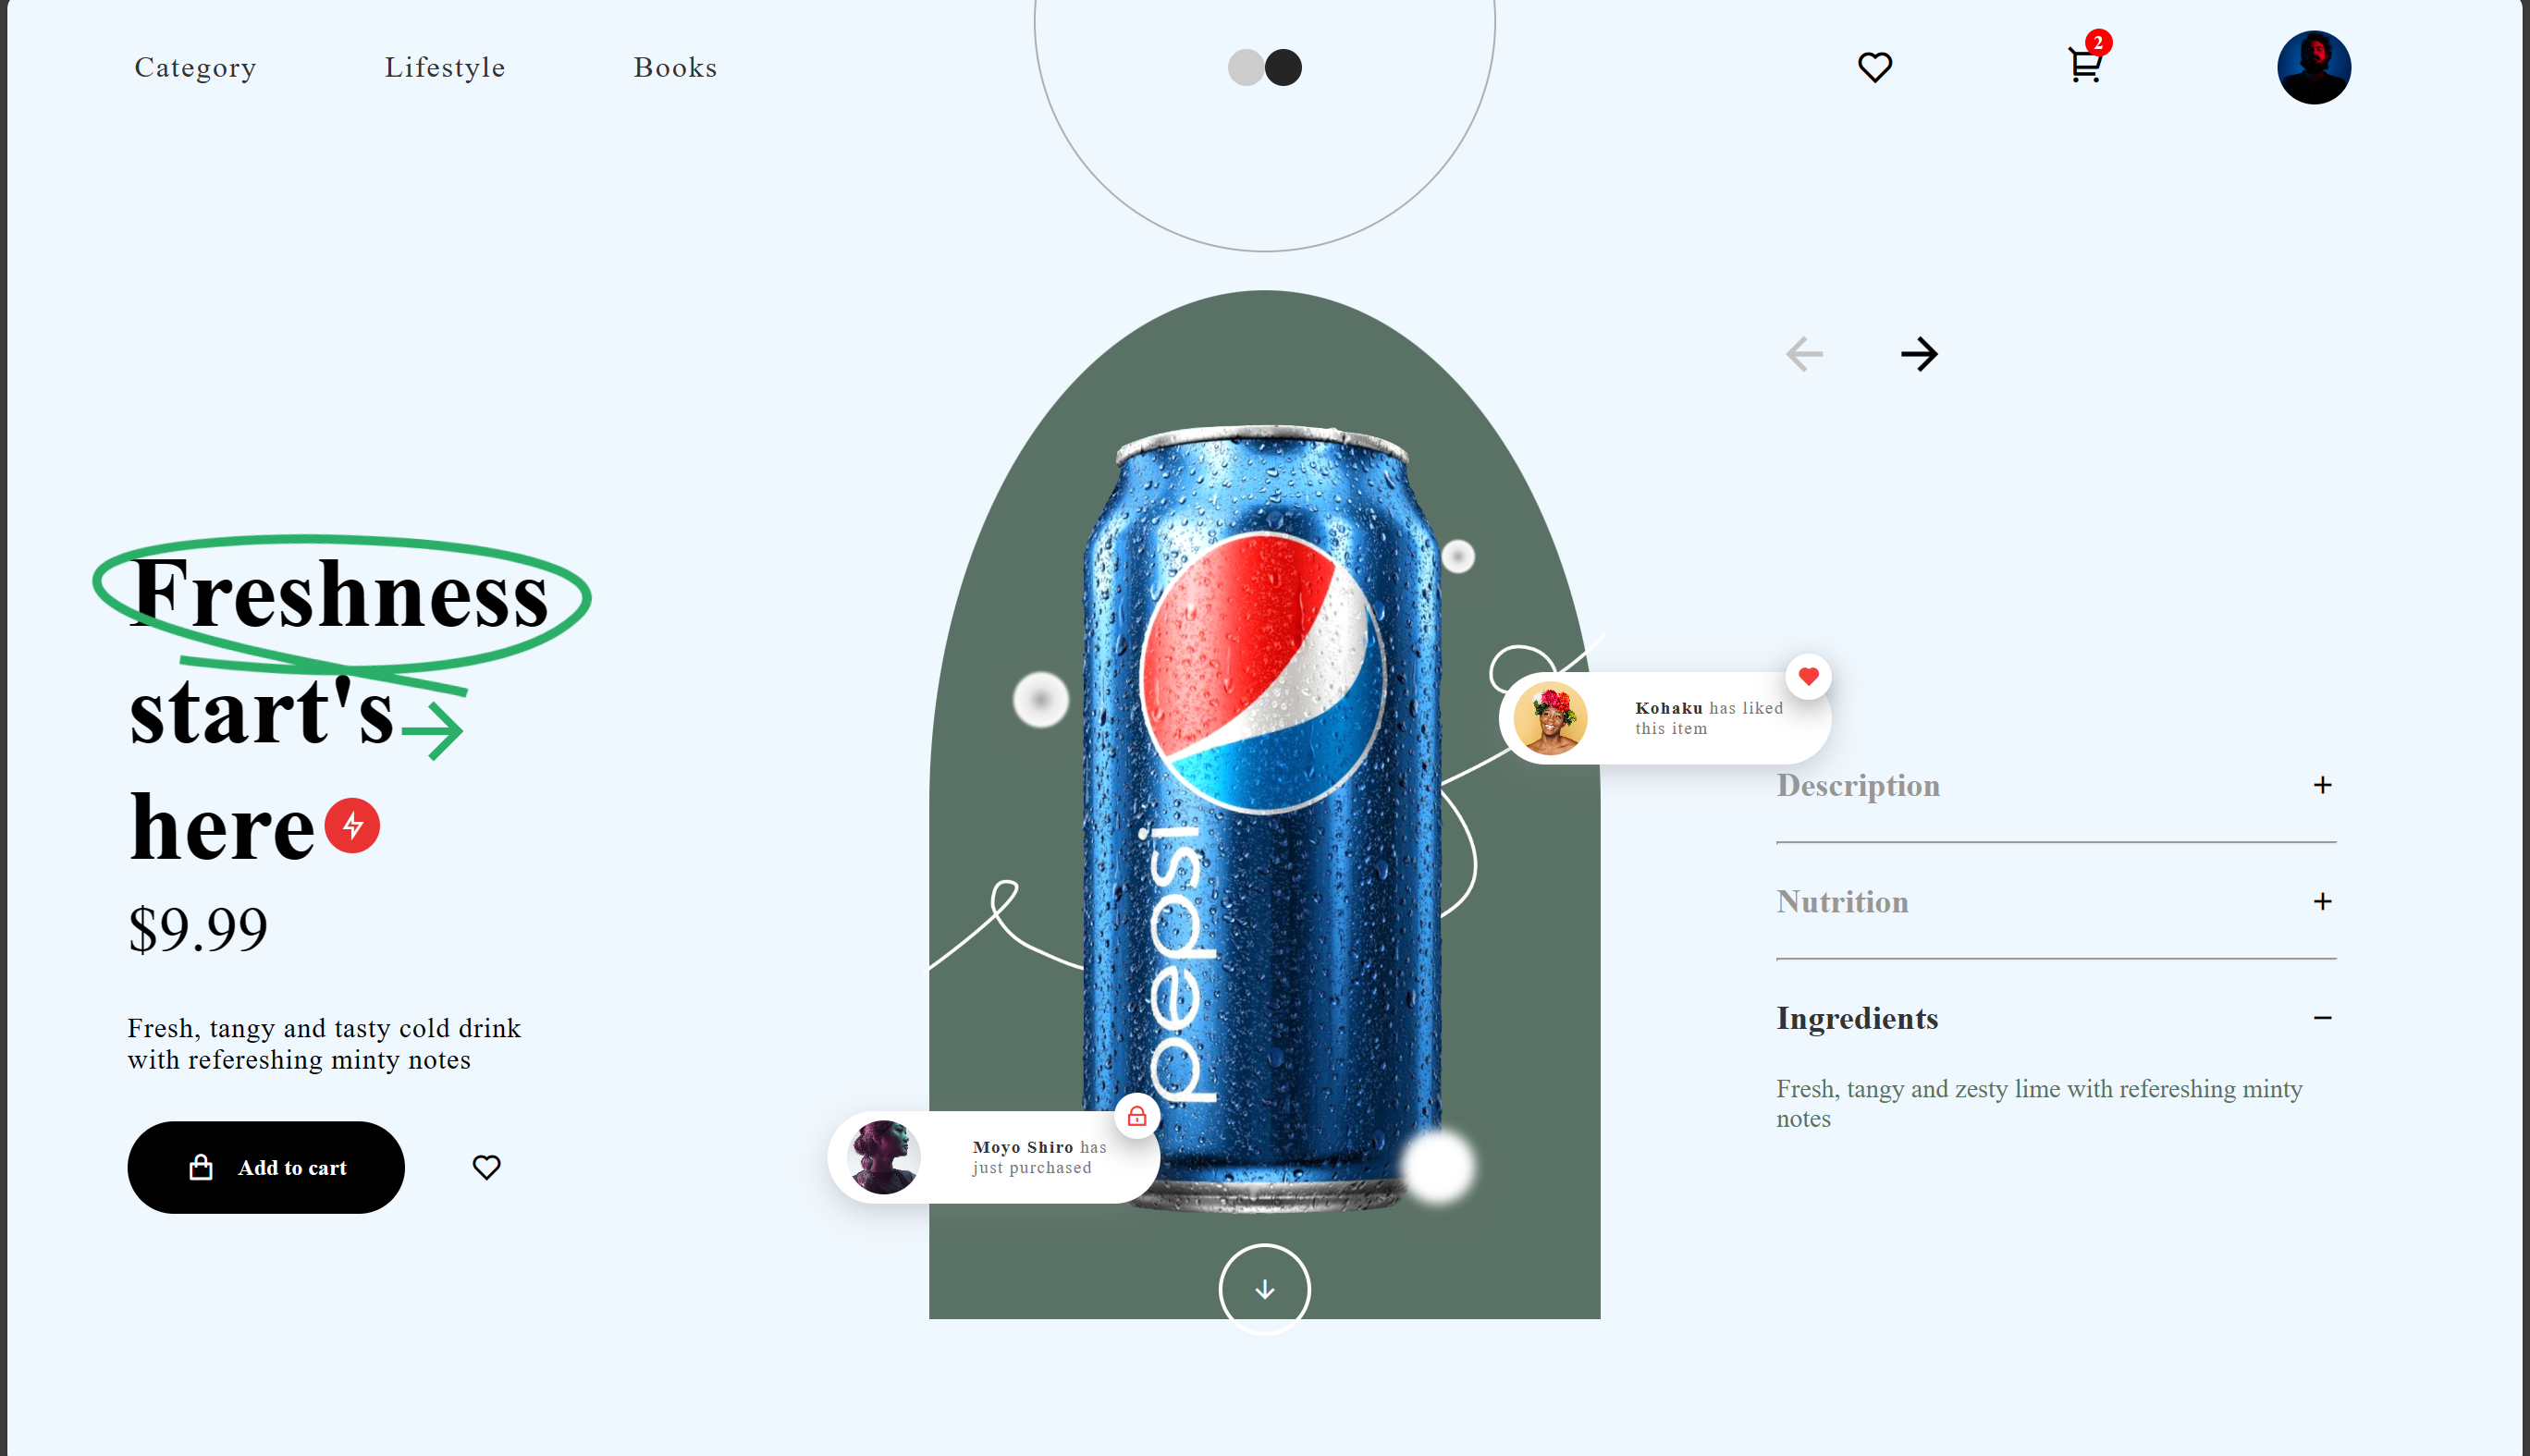 Category Lifestyle Books
2
Freshness
start's
here
$9.99
Fresh, tangy and tasty cold drink
with refereshing minty notes
Add to cart
pepsi
Kohaku has liked
this item
Moyo Shiro has
just purchased
Description +
Nutrition +
Ingredients −
Fresh, tangy and zesty lime with refereshing minty
notes